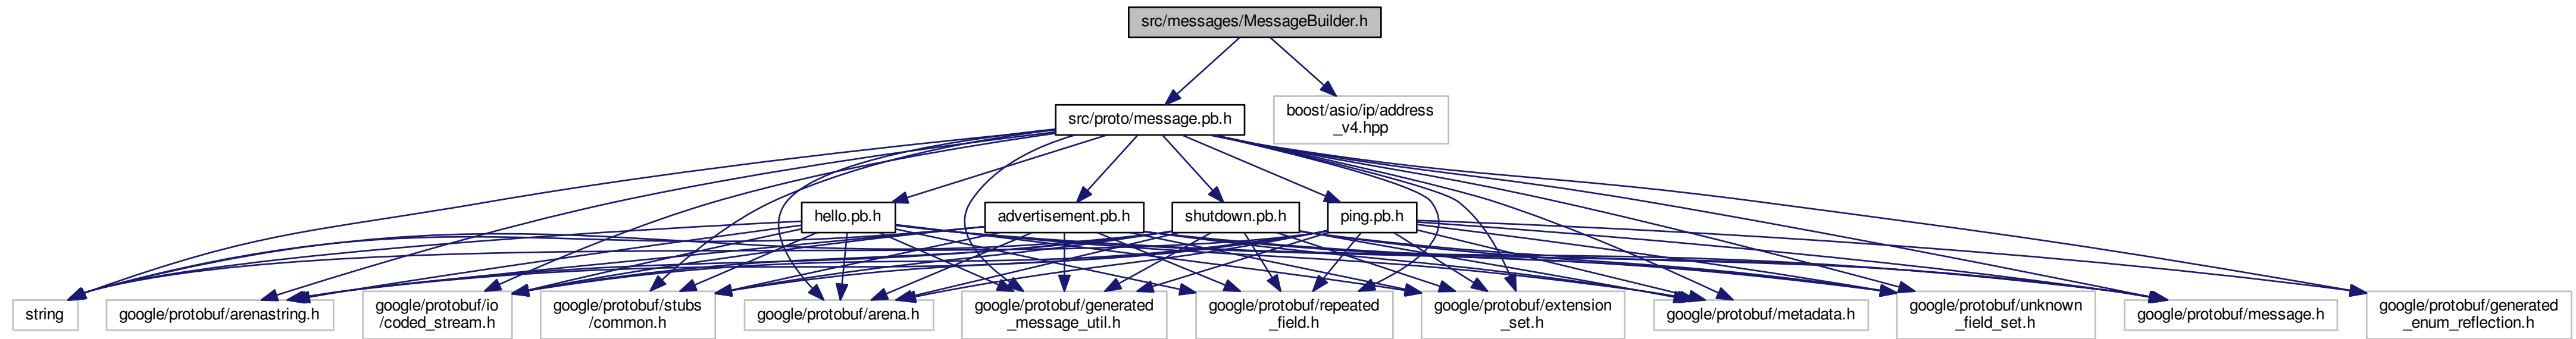 src/messages/MessageBuilder.h
src/proto/message.pb.h
boost/asio/ip/address
_v4.hpp
hello.pb.h
advertisement.pb.h
shutdown.pb.h
ping.pb.h
string
google/protobuf/arenastring.h
google/protobuf/io
/coded_stream.h
google/protobuf/stubs
/common.h
google/protobuf/arena.h
google/protobuf/generated
_message_util.h
google/protobuf/repeated
_field.h
google/protobuf/extension
_set.h
google/protobuf/metadata.h
google/protobuf/unknown
_field_set.h
google/protobuf/message.h
google/protobuf/generated
_enum_reflection.h